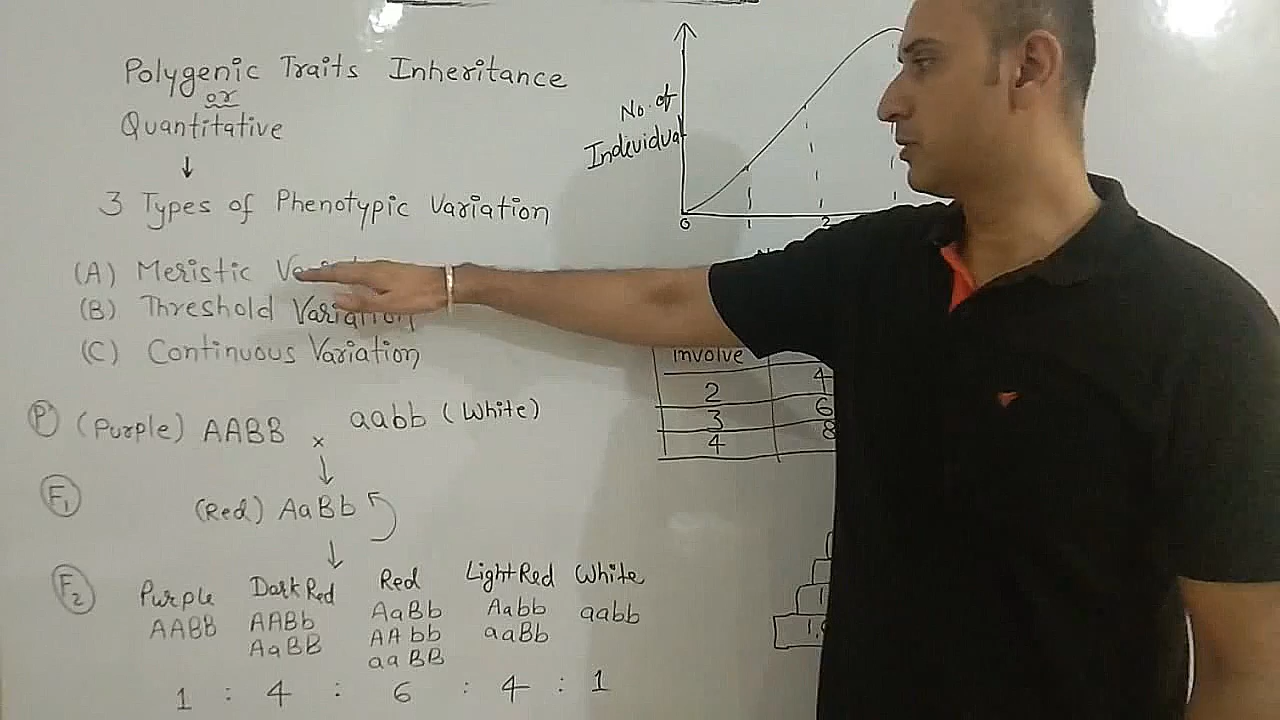 Polygenic Traits Inheritance
or
Quantitative
3 Types of Phenotypic Variation
(A) Meristic
(B) Threshold Variation
(C) Continuous Variation
P (Purple) AABB × aabb (White)
F1 (Red) AaBb
F2
Purple Dark Red Red Light Red White
AABB AABb AaBb Aabb aabb
AaBB AAbb aaBb
aaBB
1 : 4 : 6 : 4 : 1
No. of
Individual
0 1 2
involve
2 4
3 6
4 8